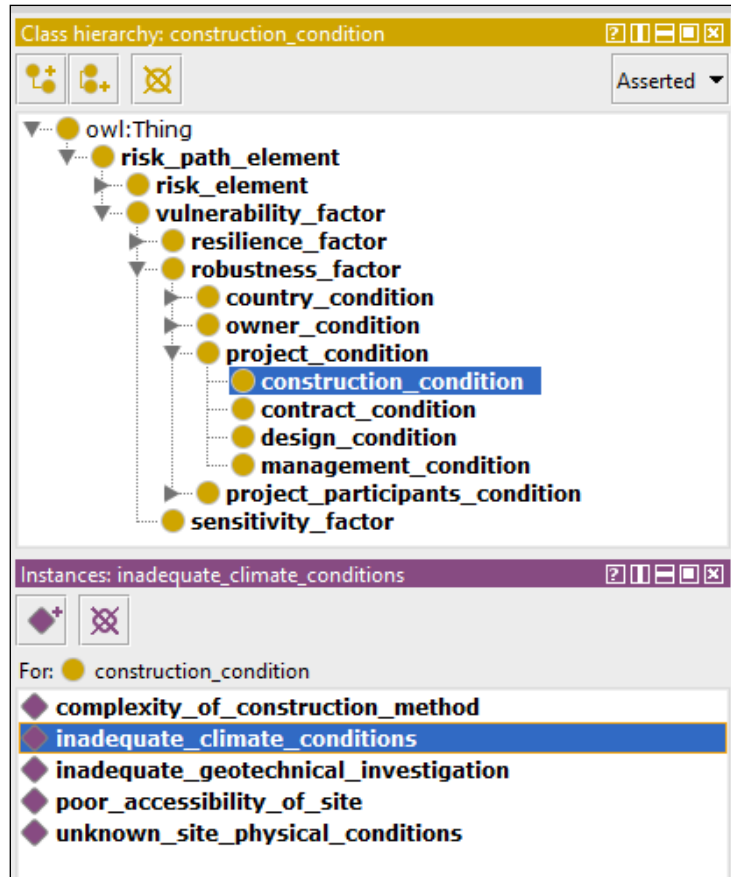 Class hierarchy: construction_condition
Asserted
owl:Thing
risk_path_element
risk_element
vulnerability_factor
resilience_factor
robustness_factor
country_condition
owner_condition
project_condition
construction_condition
contract_condition
design_condition
management_condition
project_participants_condition
sensitivity_factor
Instances: inadequate_climate_conditions
For: construction_condition
complexity_of_construction_method
inadequate_climate_conditions
inadequate_geotechnical_investigation
poor_accessibility_of_site
unknown_site_physical_conditions